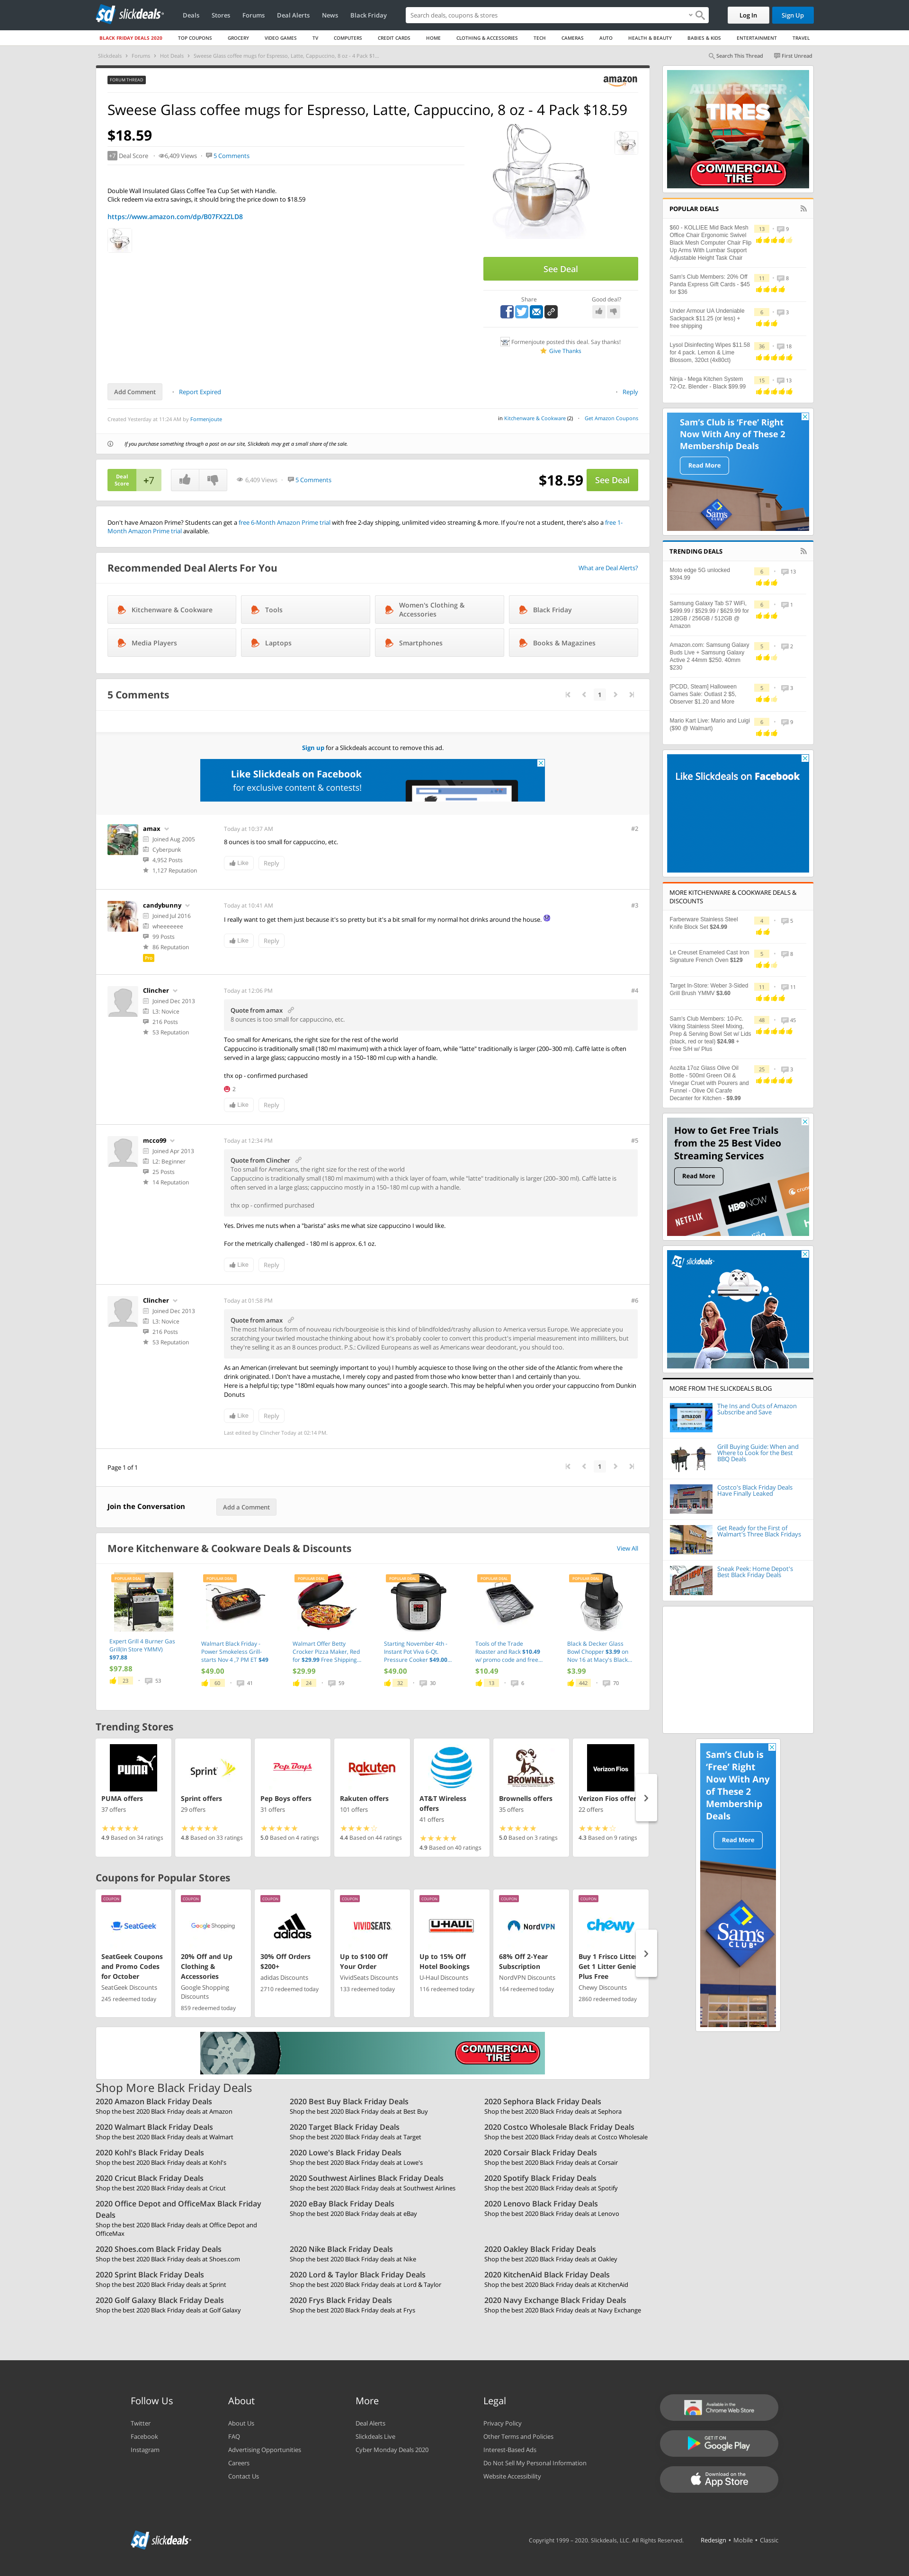 slickdeals
Deals Stores Forums Deal Alerts News Black Friday
Search deals, coupons & stores
Log In Sign Up
BLACK FRIDAY DEALS 2020 TOP COUPONS GROCERY VIDEO GAMES TV COMPUTERS CREDIT CARDS HOME CLOTHING & ACCESSORIES TECH CAMERAS AUTO HEALTH & BEAUTY BABIES & KIDS ENTERTAINMENT TRAVEL
Slickdeals > Forums > Hot Deals > Sweese Glass coffee mugs for Espresso, Latte, Cappuccino, 8 oz - 4 Pack $1...
Search This Thread First Unread
FORUM THREAD
amazon
Sweese Glass coffee mugs for Espresso, Latte, Cappuccino, 8 oz - 4 Pack $18.59
$18.59
+7 Deal Score 6,409 Views 5 Comments
Double Wall Insulated Glass Coffee Tea Cup Set with Handle.
Click redeem via extra savings, it should bring the price down to $18.59
https://www.amazon.com/dp/B07FX2ZLD8
See Deal
Share Good deal?
Formenjoute posted this deal. Say thanks!
Give Thanks
Add Comment Report Expired Reply
Created Yesterday at 11:24 AM by Formenjoute
in Kitchenware & Cookware (2) Get Amazon Coupons
If you purchase something through a post on our site, Slickdeals may get a small share of the sale.
Deal Score +7 6,409 Views 5 Comments $18.59 See Deal
Don't have Amazon Prime? Students can get a free 6-Month Amazon Prime trial with free 2-day shipping, unlimited video streaming & more. If you're not a student, there's also a free 1-
Month Amazon Prime trial available.
Recommended Deal Alerts For You What are Deal Alerts?
Kitchenware & Cookware Tools Women's Clothing & Accessories Black Friday
Media Players Laptops Smartphones Books & Magazines
5 Comments 1
Sign up for a Slickdeals account to remove this ad.
Like Slickdeals on Facebook
for exclusive content & contests!
amax Today at 10:37 AM #2
Joined Aug 2005
Cyberpunk
4,952 Posts
1,127 Reputation
8 ounces is too small for cappuccino, etc.
Like Reply
candybunny Today at 10:41 AM #3
Joined Jul 2016
wheeeeeee
99 Posts
86 Reputation
Pro
I really want to get them just because it's so pretty but it's a bit small for my normal hot drinks around the house.
Like Reply
Clincher Today at 12:06 PM #4
Joined Dec 2013
L3: Novice
216 Posts
53 Reputation
Quote from amax
8 ounces is too small for cappuccino, etc.
Too small for Americans, the right size for the rest of the world
Cappuccino is traditionally small (180 ml maximum) with a thick layer of foam, while "latte" traditionally is larger (200–300 ml). Caffè latte is often
served in a large glass; cappuccino mostly in a 150–180 ml cup with a handle.
thx op - confirmed purchased
2
Like Reply
mcco99 Today at 12:34 PM #5
Joined Apr 2013
L2: Beginner
25 Posts
14 Reputation
Quote from Clincher
Too small for Americans, the right size for the rest of the world
Cappuccino is traditionally small (180 ml maximum) with a thick layer of foam, while "latte" traditionally is larger (200–300 ml). Caffè latte is
often served in a large glass; cappuccino mostly in a 150–180 ml cup with a handle.
thx op - confirmed purchased
Yes. Drives me nuts when a "barista" asks me what size cappuccino I would like.
For the metrically challenged - 180 ml is approx. 6.1 oz.
Like Reply
Clincher Today at 01:58 PM #6
Joined Dec 2013
L3: Novice
216 Posts
53 Reputation
Quote from amax
The most hilarious form of nouveau rich/bourgeoisie is this kind of blindfolded/trashy allusion to America versus Europe. We appreciate you
scratching your twirled moustache thinking about how it's probably cooler to convert this product's imperial measurement into milliliters, but
they're selling it as an 8 ounces product. P.S.: Civilized Europeans as well as Americans wear deodorant, you should too.
As an American (irrelevant but seemingly important to you) I humbly acquiesce to those living on the other side of the Atlantic from where the
drink originated. I Don't have a mustache, I merely copy and pasted from those who know better than I and certainly than you.
Here is a helpful tip; type "180ml equals how many ounces" into a google search. This may be helpful when you order your cappuccino from Dunkin
Donuts
Like Reply
Last edited by Clincher Today at 02:14 PM.
Page 1 of 1 1
Join the Conversation Add a Comment
More Kitchenware & Cookware Deals & Discounts View All
POPULAR DEAL
Expert Grill 4 Burner Gas Grill(In Store YMMV) $97.88
$97.88
23 53
POPULAR DEAL
Walmart Black Friday - Power Smokeless Grill- starts Nov 4 ,7 PM ET $49
$49.00
60 41
POPULAR DEAL
Walmart Offer Betty Crocker Pizza Maker, Red for $29.99 Free Shipping...
$29.99
24 59
POPULAR DEAL
Starting November 4th - Instant Pot Viva 6-Qt. Pressure Cooker $49.00...
$49.00
32 30
POPULAR DEAL
Tools of the Trade Roaster and Rack $10.49 w/ promo code and free...
$10.49
13 6
POPULAR DEAL
Black & Decker Glass Bowl Chopper $3.99 on Nov 16 at Macy's Black...
$3.99
442 70
Trending Stores
PUMA
PUMA offers
37 offers
4.9 Based on 34 ratings
Sprint
Sprint offers
29 offers
4.8 Based on 33 ratings
Pep Boys
Pep Boys offers
31 offers
5.0 Based on 4 ratings
Rakuten
Rakuten offers
101 offers
4.4 Based on 44 ratings
AT&T Wireless offers
41 offers
4.9 Based on 40 ratings
BROWNELLS
Brownells offers
35 offers
5.0 Based on 3 ratings
Verizon Fios
Verizon Fios offer
22 offers
4.3 Based on 9 ratings
Coupons for Popular Stores
COUPON
SeatGeek
SeatGeek Coupons and Promo Codes for October
SeatGeek Discounts
245 redeemed today
COUPON
Google Shopping
20% Off and Up Clothing & Accessories
Google Shopping Discounts
859 redeemed today
COUPON
adidas
30% Off Orders $200+
adidas Discounts
2710 redeemed today
COUPON
VIVIDSEATS
Up to $100 Off Your Order
VividSeats Discounts
133 redeemed today
COUPON
U-HAUL
Up to 15% Off Hotel Bookings
U-Haul Discounts
116 redeemed today
COUPON
NordVPN
68% Off 2-Year Subscription
NordVPN Discounts
164 redeemed today
COUPON
chewy
Buy 1 Frisco Litter Get 1 Litter Genie Plus Free
Chewy Discounts
2860 redeemed today
COMMERCIAL TIRE
Shop More Black Friday Deals
2020 Amazon Black Friday Deals
Shop the best 2020 Black Friday deals at Amazon
2020 Best Buy Black Friday Deals
Shop the best 2020 Black Friday deals at Best Buy
2020 Sephora Black Friday Deals
Shop the best 2020 Black Friday deals at Sephora
2020 Walmart Black Friday Deals
Shop the best 2020 Black Friday deals at Walmart
2020 Target Black Friday Deals
Shop the best 2020 Black Friday deals at Target
2020 Costco Wholesale Black Friday Deals
Shop the best 2020 Black Friday deals at Costco Wholesale
2020 Kohl's Black Friday Deals
Shop the best 2020 Black Friday deals at Kohl's
2020 Lowe's Black Friday Deals
Shop the best 2020 Black Friday deals at Lowe's
2020 Corsair Black Friday Deals
Shop the best 2020 Black Friday deals at Corsair
2020 Cricut Black Friday Deals
Shop the best 2020 Black Friday deals at Cricut
2020 Southwest Airlines Black Friday Deals
Shop the best 2020 Black Friday deals at Southwest Airlines
2020 Spotify Black Friday Deals
Shop the best 2020 Black Friday deals at Spotify
2020 Office Depot and OfficeMax Black Friday
Deals
Shop the best 2020 Black Friday deals at Office Depot and
OfficeMax
2020 eBay Black Friday Deals
Shop the best 2020 Black Friday deals at eBay
2020 Lenovo Black Friday Deals
Shop the best 2020 Black Friday deals at Lenovo
2020 Shoes.com Black Friday Deals
Shop the best 2020 Black Friday deals at Shoes.com
2020 Nike Black Friday Deals
Shop the best 2020 Black Friday deals at Nike
2020 Oakley Black Friday Deals
Shop the best 2020 Black Friday deals at Oakley
2020 Sprint Black Friday Deals
Shop the best 2020 Black Friday deals at Sprint
2020 Lord & Taylor Black Friday Deals
Shop the best 2020 Black Friday deals at Lord & Taylor
2020 KitchenAid Black Friday Deals
Shop the best 2020 Black Friday deals at KitchenAid
2020 Golf Galaxy Black Friday Deals
Shop the best 2020 Black Friday deals at Golf Galaxy
2020 Frys Black Friday Deals
Shop the best 2020 Black Friday deals at Frys
2020 Navy Exchange Black Friday Deals
Shop the best 2020 Black Friday deals at Navy Exchange
ALL WEATHER
TIRES
COMMERCIAL TIRE
POPULAR DEALS
$60 - KOLLIEE Mid Back Mesh
Office Chair Ergonomic Swivel
Black Mesh Computer Chair Flip
Up Arms With Lumbar Support
Adjustable Height Task Chair
13 9
Sam's Club Members: 20% Off
Panda Express Gift Cards - $45
for $36
11 8
Under Armour UA Undeniable
Sackpack $11.25 (or less) +
free shipping
6 3
Lysol Disinfecting Wipes $11.58
for 4 pack. Lemon & Lime
Blossom, 320ct (4x80ct)
36 18
Ninja - Mega Kitchen System
72-Oz. Blender - Black $99.99
15 13
Sam's Club is 'Free' Right
Now With Any of These 2
Membership Deals
Read More
Sam's
TRENDING DEALS
Moto edge 5G unlocked
$394.99
6 13
Samsung Galaxy Tab S7 WiFi,
$499.99 / $529.99 / $629.99 for
128GB / 256GB / 512GB @
Amazon
6 1
Amazon.com: Samsung Galaxy
Buds Live + Samsung Galaxy
Active 2 44mm $250. 40mm
$230
5 2
[PCDD, Steam] Halloween
Games Sale: Outlast 2 $5,
Observer $1.20 and More
5 3
Mario Kart Live: Mario and Luigi
($90 @ Walmart)
6 9
Like Slickdeals on Facebook
MORE KITCHENWARE & COOKWARE DEALS &
DISCOUNTS
Farberware Stainless Steel
Knife Block Set $24.99
4 5
Le Creuset Enameled Cast Iron
Signature French Oven $129
5 8
Target In-Store: Weber 3-Sided
Grill Brush YMMV $3.60
11 11
Sam's Club Members: 10-Pc.
Viking Stainless Steel Mixing,
Prep & Serving Bowl Set w/ Lids
(black, red or teal) $24.98 +
Free S/H w/ Plus
48 45
Aozita 17oz Glass Olive Oil
Bottle - 500ml Green Oil &
Vinegar Cruet with Pourers and
Funnel - Olive Oil Carafe
Decanter for Kitchen - $9.99
25 3
How to Get Free Trials
from the 25 Best Video
Streaming Services
Read More
NETFLIX
HBO NOW
crunchy
slickdeals
MORE FROM THE SLICKDEALS BLOG
The Ins and Outs of Amazon
Subscribe and Save
Grill Buying Guide: When and
Where to Look for the Best
BBQ Deals
Costco's Black Friday Deals
Have Finally Leaked
Get Ready for the First of
Walmart's Three Black Fridays
Sneak Peek: Home Depot's
Best Black Friday Deals
Sam's Club is
'Free' Right
Now With Any
of These 2
Membership
Deals
Read More
Sam's
CLUB
Follow Us
Twitter
Facebook
Instagram
About
About Us
FAQ
Advertising Opportunities
Careers
Contact Us
More
Deal Alerts
Slickdeals Live
Cyber Monday Deals 2020
Legal
Privacy Policy
Other Terms and Policies
Interest-Based Ads
Do Not Sell My Personal Information
Website Accessibility
Available in the
Chrome Web Store
GET IT ON
Google Play
Download on the
App Store
slickdeals
Copyright 1999 – 2020. Slickdeals, LLC. All Rights Reserved. Redesign • Mobile • Classic